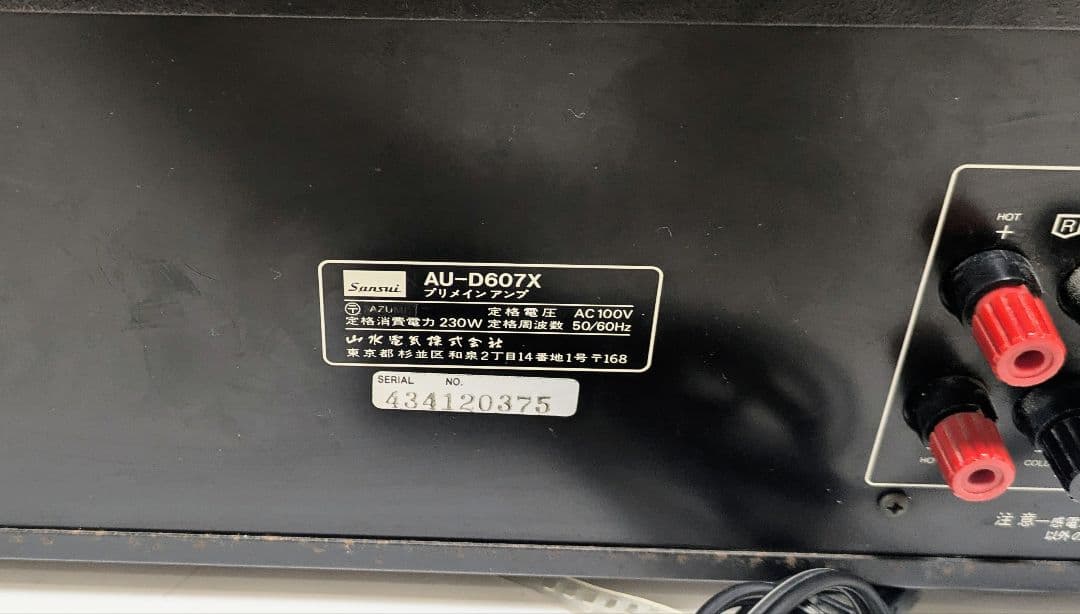 Sansui AU-D607X
プリメインアンプ
〒 定格電圧 AC100V
定格消費電力 230W 定格周波数 50/60Hz
山水電気株式会社
東京都杉並区和泉2丁目14番地1号〒168
SERIAL NO.
434120375
HOT
+
R
注意